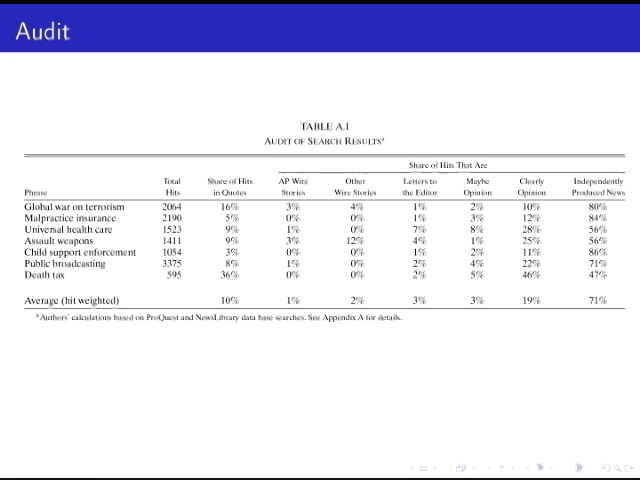 Audit
TABLE A.I
AUDIT OF SEARCH RESULTSa
Share of Hits That Are
Total Share of Hits AP Wire Other Letters to Maybe Clearly Independently
Phrase Hits in Quotes Stories Wire Stories the Editor Opinion Opinion Produced News
Global war on terrorism 2064 16% 3% 4% 1% 2% 10% 80%
Malpractice insurance 2190 5% 0% 0% 1% 3% 12% 84%
Universal health care 1523 9% 1% 0% 7% 8% 28% 56%
Assault weapons 1411 9% 3% 12% 4% 1% 25% 56%
Child support enforcement 1054 3% 0% 0% 1% 2% 11% 86%
Public broadcasting 3375 8% 1% 0% 2% 4% 22% 71%
Death tax 595 36% 0% 0% 2% 5% 46% 47%
Average (hit weighted) 10% 1% 2% 3% 3% 19% 71%
a Authors' calculations based on ProQuest and NewsLibrary data base searches. See Appendix A for details.